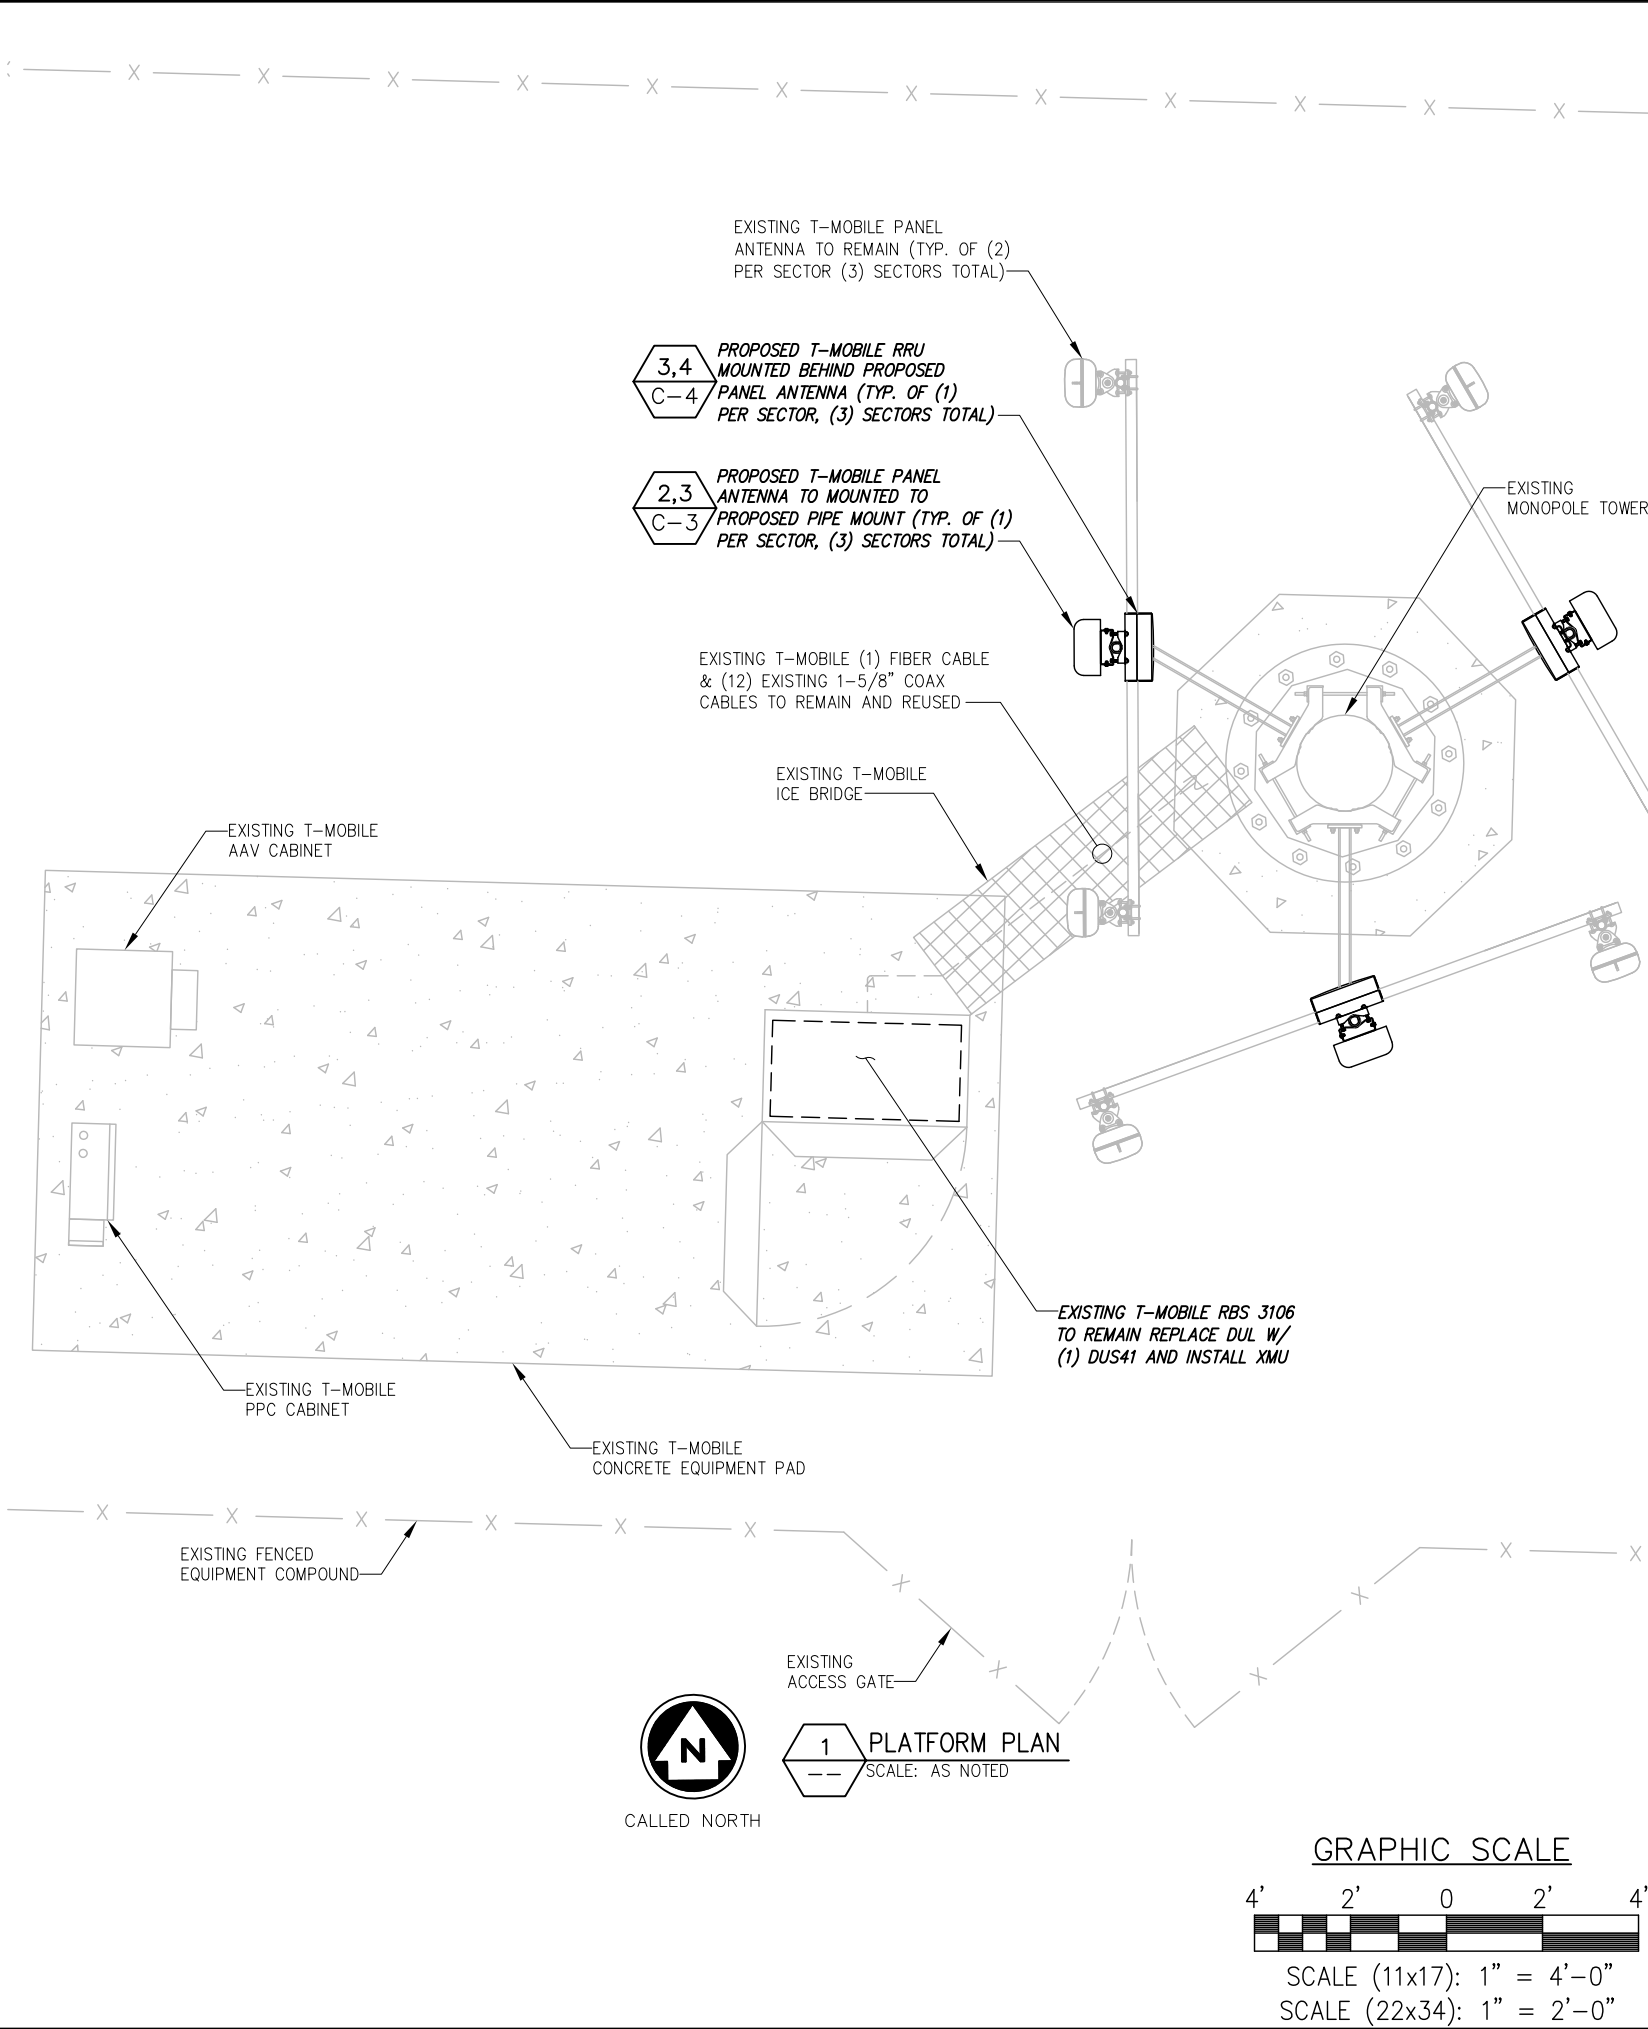 EXISTING T-MOBILE PANEL
ANTENNA TO REMAIN (TYP. OF (2)
PER SECTOR (3) SECTORS TOTAL)
3,4
C-4
PROPOSED T-MOBILE RRU
MOUNTED BEHIND PROPOSED
PANEL ANTENNA (TYP. OF (1)
PER SECTOR, (3) SECTORS TOTAL)
2,3
C-3
PROPOSED T-MOBILE PANEL
ANTENNA TO MOUNTED TO
PROPOSED PIPE MOUNT (TYP. OF (1)
PER SECTOR, (3) SECTORS TOTAL)
EXISTING
MONOPOLE TOWER
EXISTING T-MOBILE (1) FIBER CABLE
& (12) EXISTING 1-5/8" COAX
CABLES TO REMAIN AND REUSED
EXISTING T-MOBILE
ICE BRIDGE
EXISTING T-MOBILE
AAV CABINET
EXISTING T-MOBILE RBS 3106
TO REMAIN REPLACE DUL W/
(1) DUS41 AND INSTALL XMU
EXISTING T-MOBILE
PPC CABINET
EXISTING T-MOBILE
CONCRETE EQUIPMENT PAD
EXISTING FENCED
EQUIPMENT COMPOUND
EXISTING
ACCESS GATE
N
CALLED NORTH
1
--
PLATFORM PLAN
SCALE: AS NOTED
GRAPHIC SCALE
4' 2' 0 2' 4'
SCALE (11x17): 1" = 4'-0"
SCALE (22x34): 1" = 2'-0"